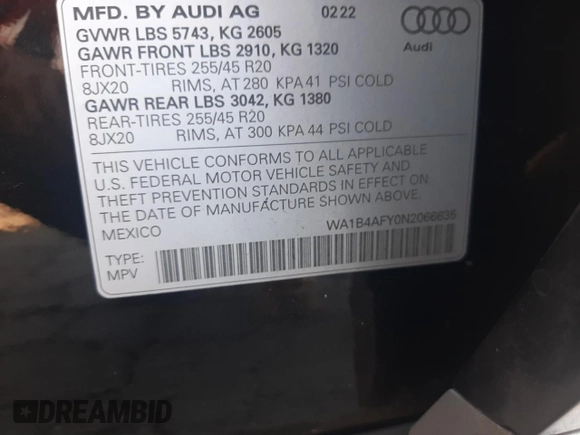 MFD. BY AUDI AG 0222
GVWR LBS 5743, KG 2605
GAWR FRONT LBS 2910, KG 1320
FRONT-TIRES 255/45 R20
8JX20 RIMS, AT 280 KPA 41 PSI COLD
GAWR REAR LBS 3042, KG 1380
REAR-TIRES 255/45 R20
8JX20 RIMS, AT 300 KPA 44 PSI COLD
Audi
THIS VEHICLE CONFORMS TO ALL APPLICABLE
U.S. FEDERAL MOTOR VEHICLE SAFETY AND
THEFT PREVENTION STANDARDS IN EFFECT ON
THE DATE OF MANUFACTURE SHOWN ABOVE.
MEXICO WA1B4AFY0N2066635
TYPE:
MPV
DREAMBID